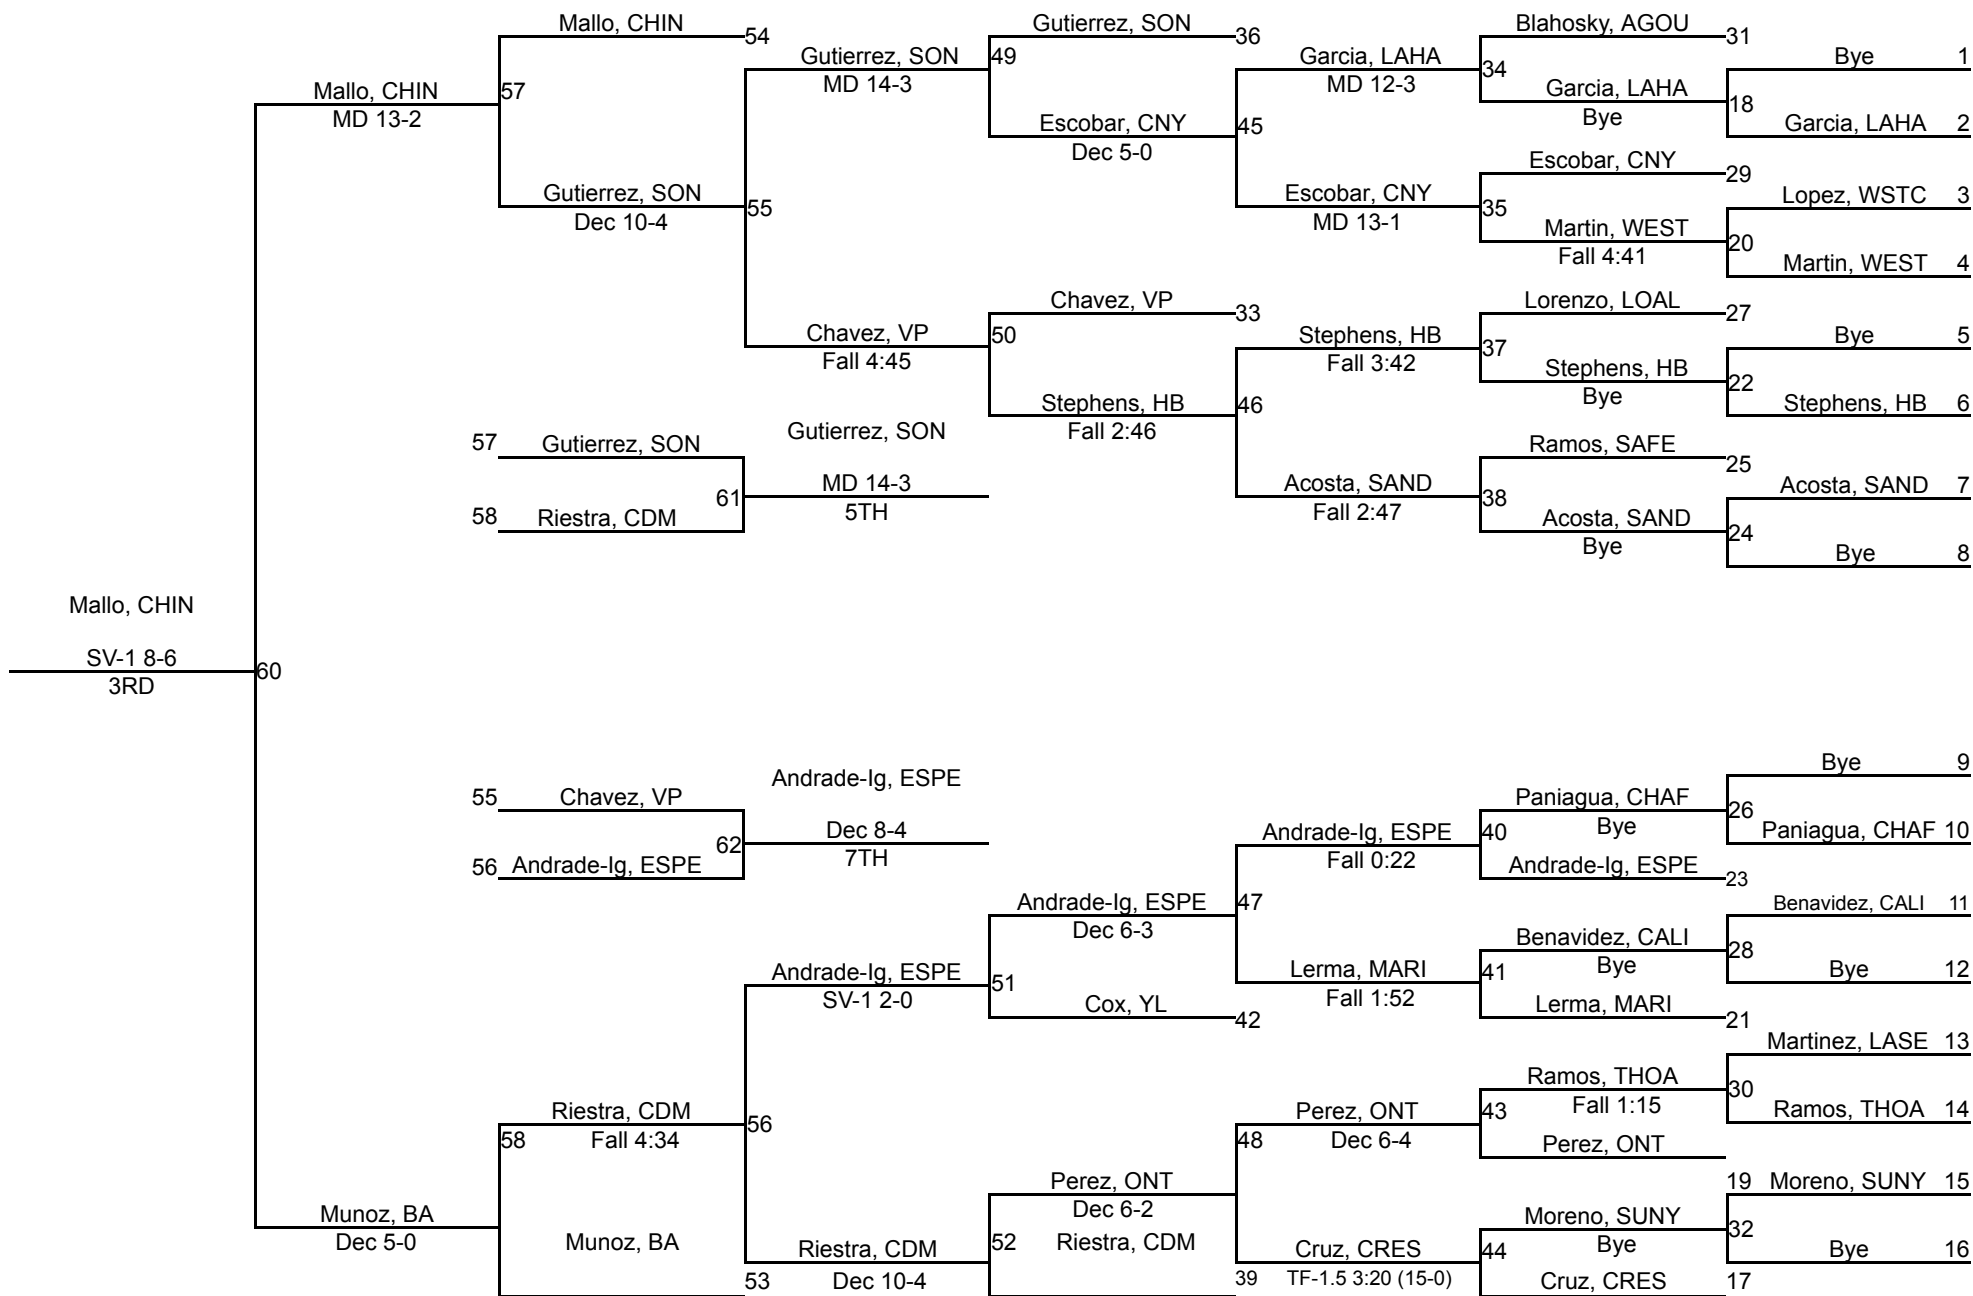 Mallo, CHIN 54 Gutierrez, SON 36 Blahosky, AGOU 31
Gutierrez, SON 49 Garcia, LAHA 34 Bye 1
MD 14-3 MD 12-3
Mallo, CHIN 57 Garcia, LAHA 18
MD 13-2 Bye
Escobar, CNY 45 Garcia, LAHA 2
Dec 5-0
Escobar, CNY 29
Gutierrez, SON 55 Escobar, CNY 35 Lopez, WSTC 3
Dec 10-4 MD 13-1
Martin, WEST 20
Fall 4:41
Martin, WEST 4
Chavez, VP 33 Lorenzo, LOAL 27
Chavez, VP 50 Stephens, HB 37 Bye 5
Fall 4:45 Fall 3:42
Stephens, HB 22
Bye
Stephens, HB 46 Stephens, HB 6
Fall 2:46
57 Gutierrez, SON Gutierrez, SON Ramos, SAFE 25
61 MD 14-3 Acosta, SAND 38 Acosta, SAND 7
5TH Fall 2:47
58 Riestra, CDM Acosta, SAND 24
Bye
Bye 8
Mallo, CHIN
SV-1 8-6 60
3RD
Bye 9
Andrade-Ig, ESPE
55 Chavez, VP Paniagua, CHAF 26
Bye
62 Dec 8-4 Andrade-Ig, ESPE 40 Paniagua, CHAF 10
7TH Fall 0:22
56 Andrade-Ig, ESPE Andrade-Ig, ESPE 23
Andrade-Ig, ESPE 47 Benavidez, CALI 11
Dec 6-3
Benavidez, CALI 28
Bye
Andrade-Ig, ESPE 51 Lerma, MARI 41 Bye 12
SV-1 2-0 Fall 1:52
Cox, YL 42 Lerma, MARI 21
Martinez, LASE 13
Ramos, THOA 30
Fall 1:15
Riestra, CDM 56 Perez, ONT 43 Ramos, THOA 14
58 Fall 4:34 48 Dec 6-4
Perez, ONT 19
Perez, ONT Moreno, SUNY 15
Dec 6-2
Munoz, BA Moreno, SUNY 32
Dec 5-0 Bye
Munoz, BA Riestra, CDM 52 Riestra, CDM Cruz, CRES 44 Bye 16
53 Dec 10-4 39 TF-1.5 3:20 (15-0) Cruz, CRES 17